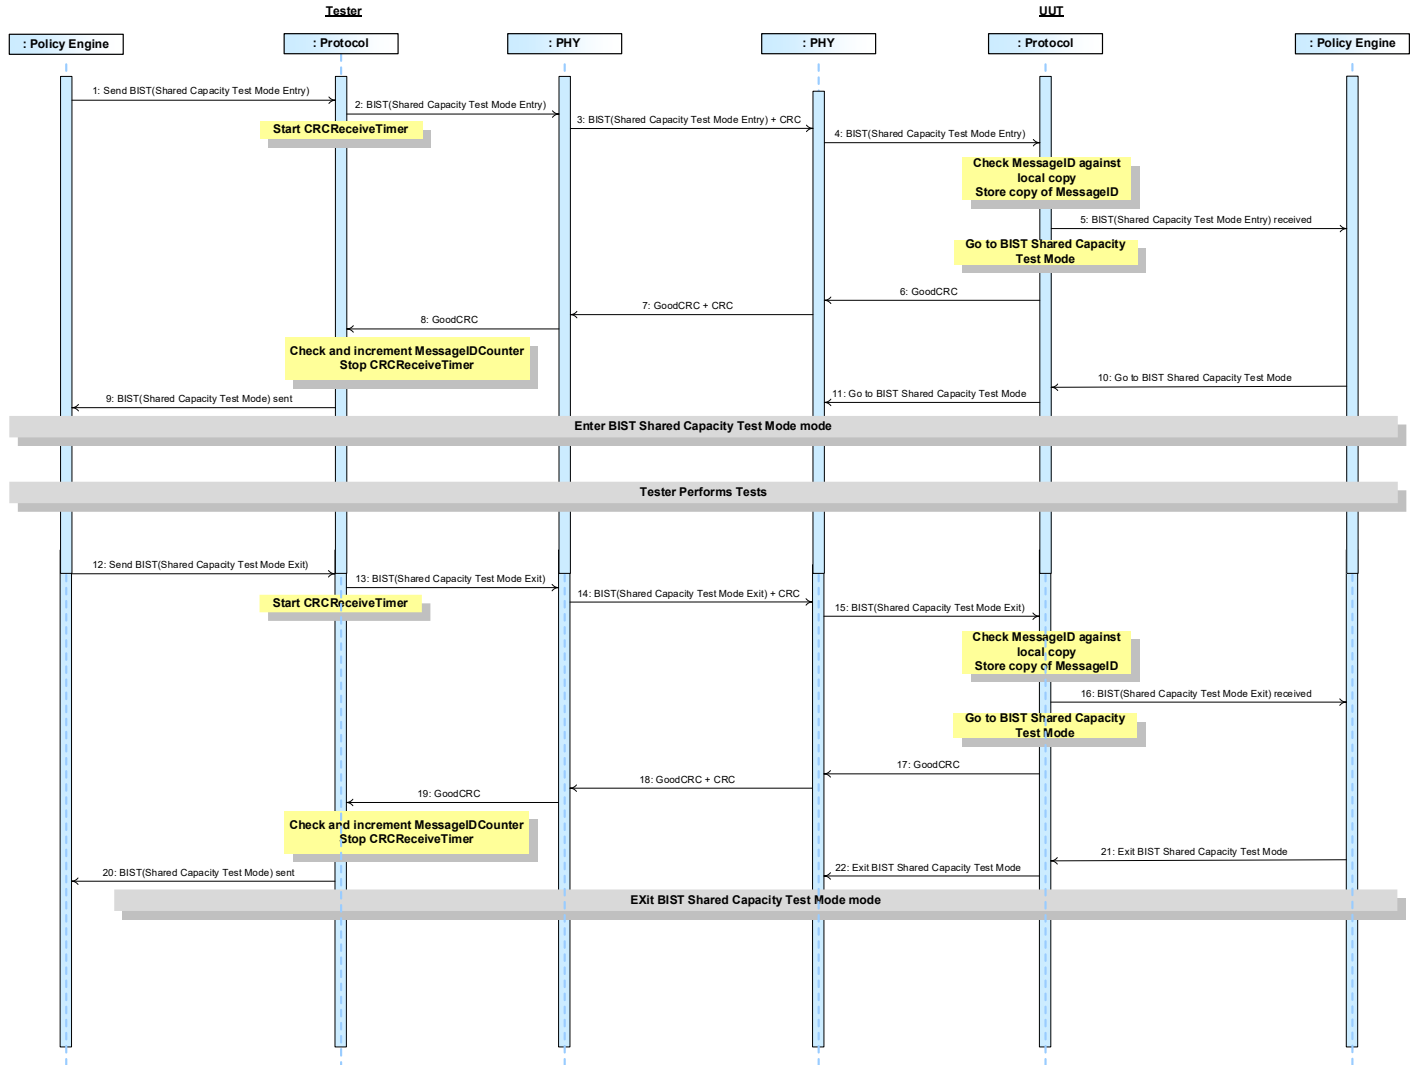 Tester
UUT
: Policy Engine
: Protocol
: PHY
: PHY
: Protocol
: Policy Engine
1: Send BIST(Shared Capacity Test Mode Entry)
2: BIST(Shared Capacity Test Mode Entry)
Start CRCReceiveTimer
3: BIST(Shared Capacity Test Mode Entry) + CRC
4: BIST(Shared Capacity Test Mode Entry)
Check MessageID against
local copy
Store copy of MessageID
5: BIST(Shared Capacity Test Mode Entry) received
Go to BIST Shared Capacity
Test Mode
6: GoodCRC
7: GoodCRC + CRC
8: GoodCRC
Check and increment MessageIDCounter
Stop CRCReceiveTimer
9: BIST(Shared Capacity Test Mode) sent
10: Go to BIST Shared Capacity Test Mode
11: Go to BIST Shared Capacity Test Mode
Enter BIST Shared Capacity Test Mode mode
Tester Performs Tests
12: Send BIST(Shared Capacity Test Mode Exit)
13: BIST(Shared Capacity Test Mode Exit)
Start CRCReceiveTimer
14: BIST(Shared Capacity Test Mode Exit) + CRC
15: BIST(Shared Capacity Test Mode Exit)
Check MessageID against
local copy
Store copy of MessageID
16: BIST(Shared Capacity Test Mode Exit) received
Go to BIST Shared Capacity
Test Mode
17: GoodCRC
18: GoodCRC + CRC
19: GoodCRC
Check and increment MessageIDCounter
Stop CRCReceiveTimer
20: BIST(Shared Capacity Test Mode) sent
21: Exit BIST Shared Capacity Test Mode
22: Exit BIST Shared Capacity Test Mode
EXit BIST Shared Capacity Test Mode mode